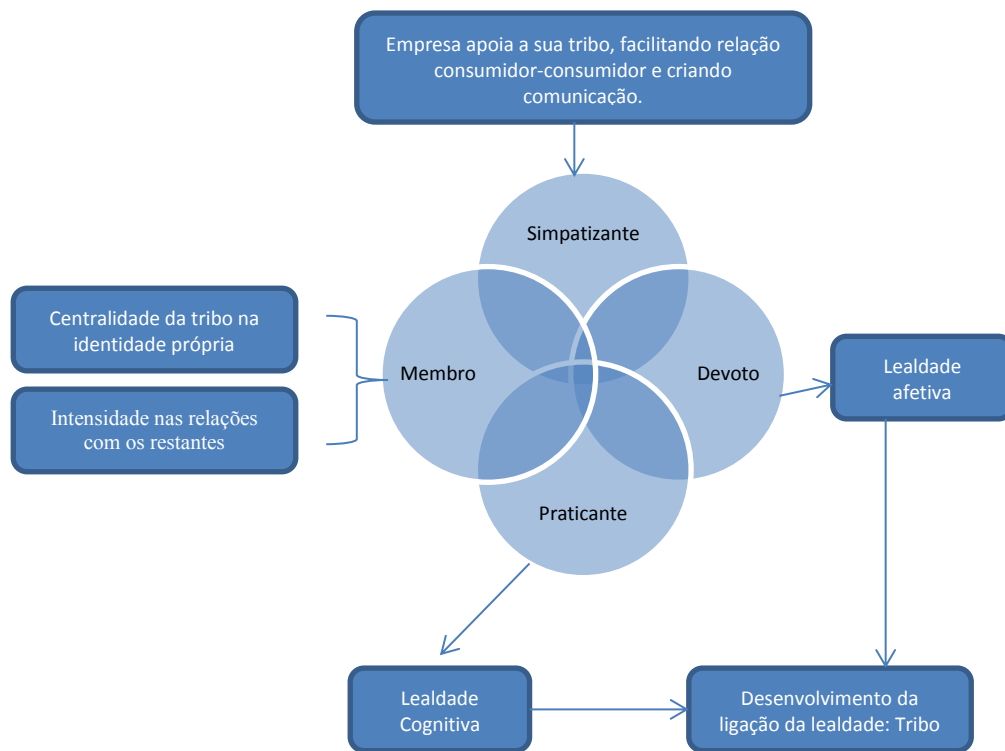 Empresa apoia a sua tribo, facilitando relação
consumidor-consumidor e criando
comunicação.
Simpatizante
Centralidade da tribo na
identidade própria
Membro
Devoto
Lealdade
afetiva
Intensidade nas relações
com os restantes
Praticante
Lealdade
Cognitiva
Desenvolvimento da
ligação da lealdade: Tribo